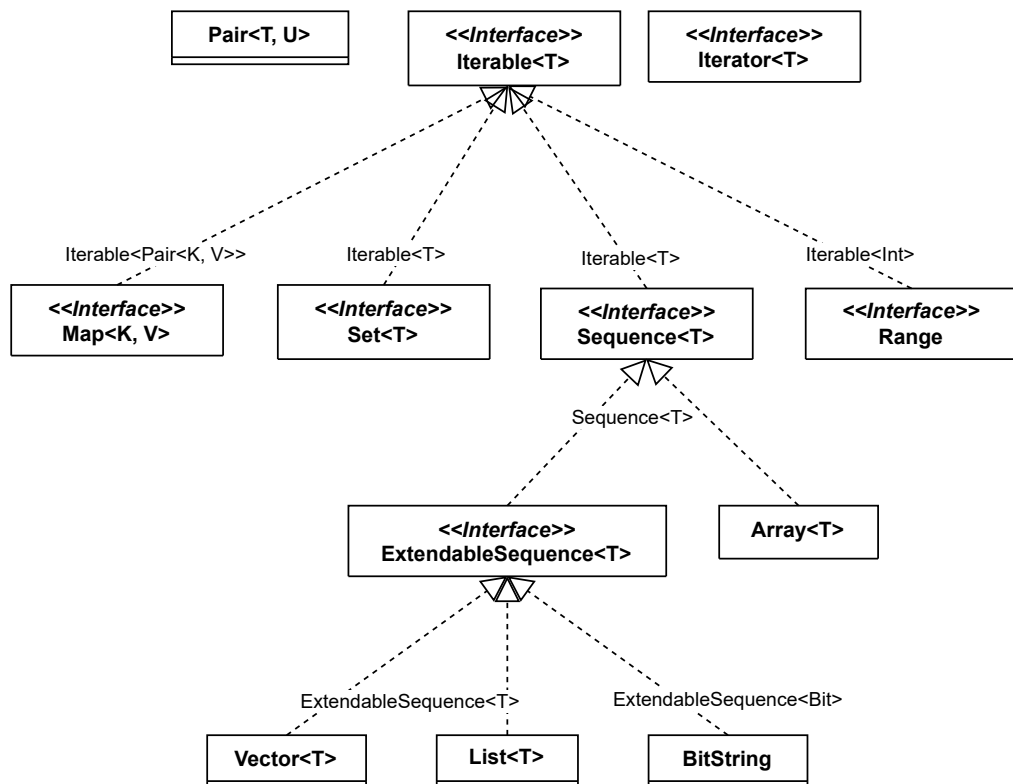 Pair<T, U>
<<Interface>>
Iterable<T>
<<Interface>>
Iterator<T>
Iterable<Pair<K, V>>
Iterable<T>
Iterable<T>
Iterable<Int>
<<Interface>>
Map<K, V>
<<Interface>>
Set<T>
<<Interface>>
Sequence<T>
<<Interface>>
Range
Sequence<T>
<<Interface>>
ExtendableSequence<T>
Array<T>
ExtendableSequence<T>
ExtendableSequence<Bit>
Vector<T>
List<T>
BitString